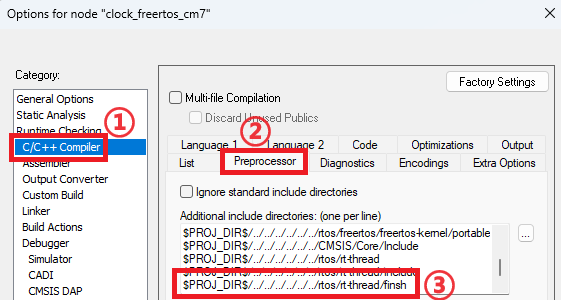 Options for node "clock_freertos_cm7"
Category:
General Options
Static Analysis
Runtime Checking
C/C++ Compiler
Assembler
Output Converter
Custom Build
Linker
Build Actions
Debugger
Simulator
CADI
CMSIS DAP
1
Factory Settings
Multi-file Compilation
Discard Unused Publics
2
Language 1 Language 2 Code Optimizations Output
List Preprocessor Diagnostics Encodings Extra Options
Ignore standard include directories
Additional include directories: (one per line)
$PROJ_DIR$/../../../../../../rtos/freertos/freertos-kernel/portable
$PROJ_DIR$/../../../../../../CMSIS/Core/Include
$PROJ_DIR$/../../../../../../rtos/rt-thread
$PROJ_DIR$/../../../../../../rtos/rt-thread/include
$PROJ_DIR$/../../../../../../rtos/rt-thread/finsh
...
3